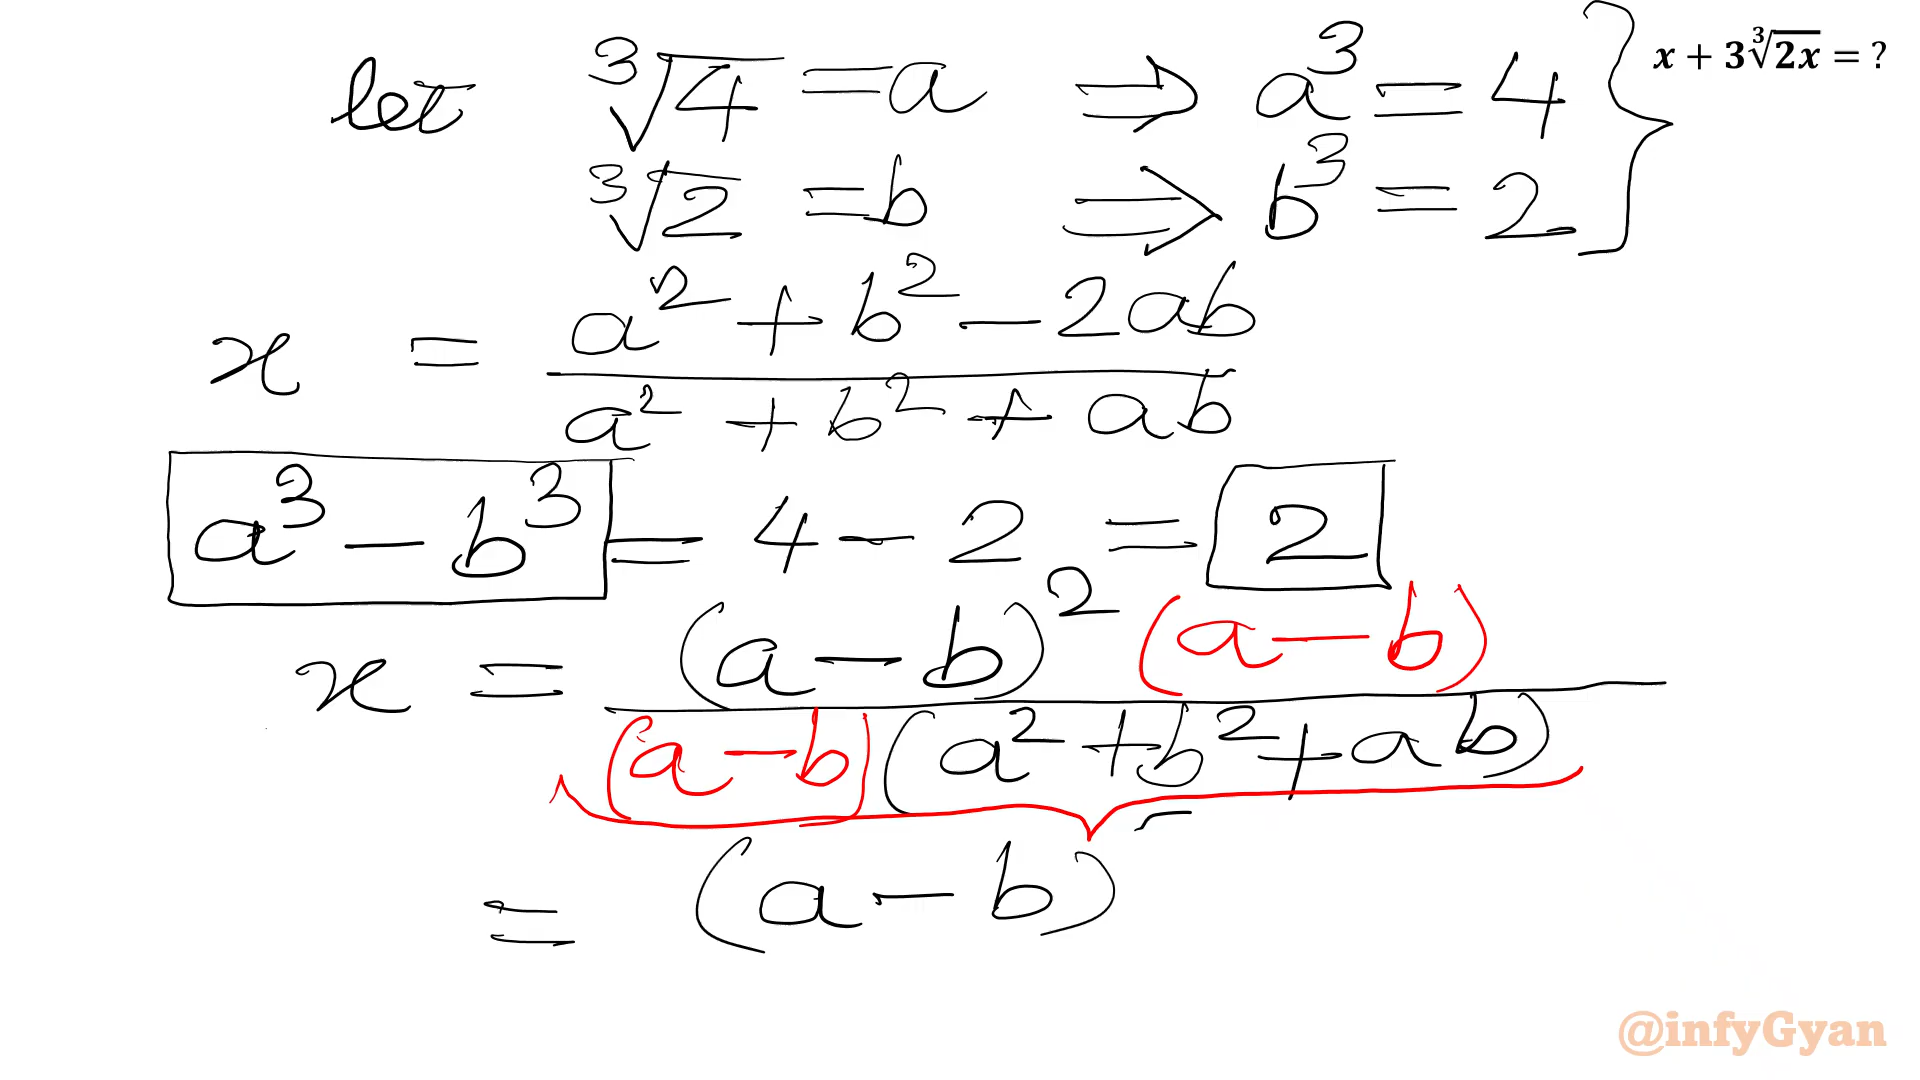 let ∛4 = a ⇒ a³ = 4 } x + 3∛2x = ?
∛2 = b ⇒ b³ = 2
x = (a² + b² − 2ab) / (a² + b² + ab)
a³ − b³ = 4 − 2 = 2
x = (a − b)² (a − b) / (a − b)(a² + b² + ab)
= (a − b)
@infyGyan